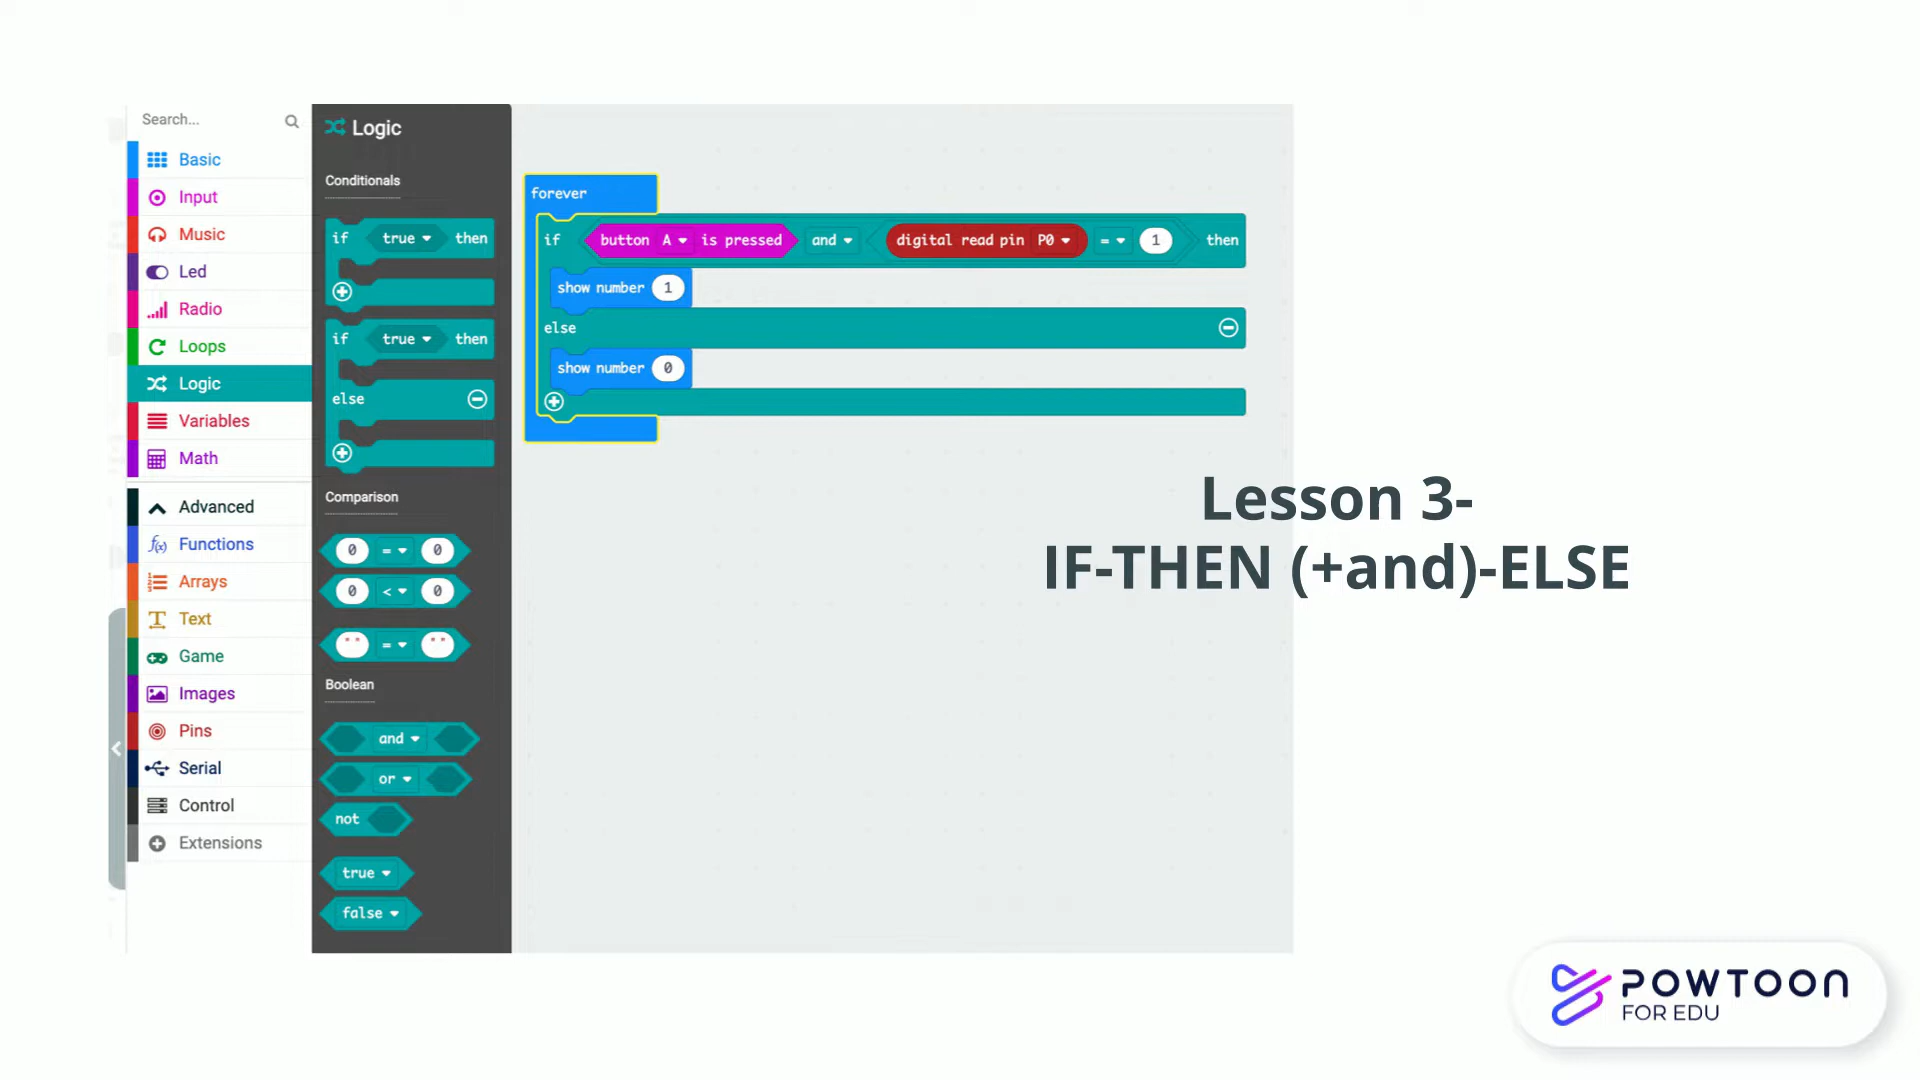 Search...
Basic
Input
Music
Led
Radio
Loops
Logic
Variables
Math
Advanced
f(x) Functions
Arrays
Text
Game
Images
Pins
Serial
Control
Extensions
Logic
Conditionals
if true then
if true then
else
Comparison
0 = 0
0 < 0
" " = " "
Boolean
and
or
not
true
false
forever
if button A is pressed and digital read pin P0 = 1 then
show number 1
else
show number 0
Lesson 3-
IF-THEN (+and)-ELSE
POWTOON
FOR EDU